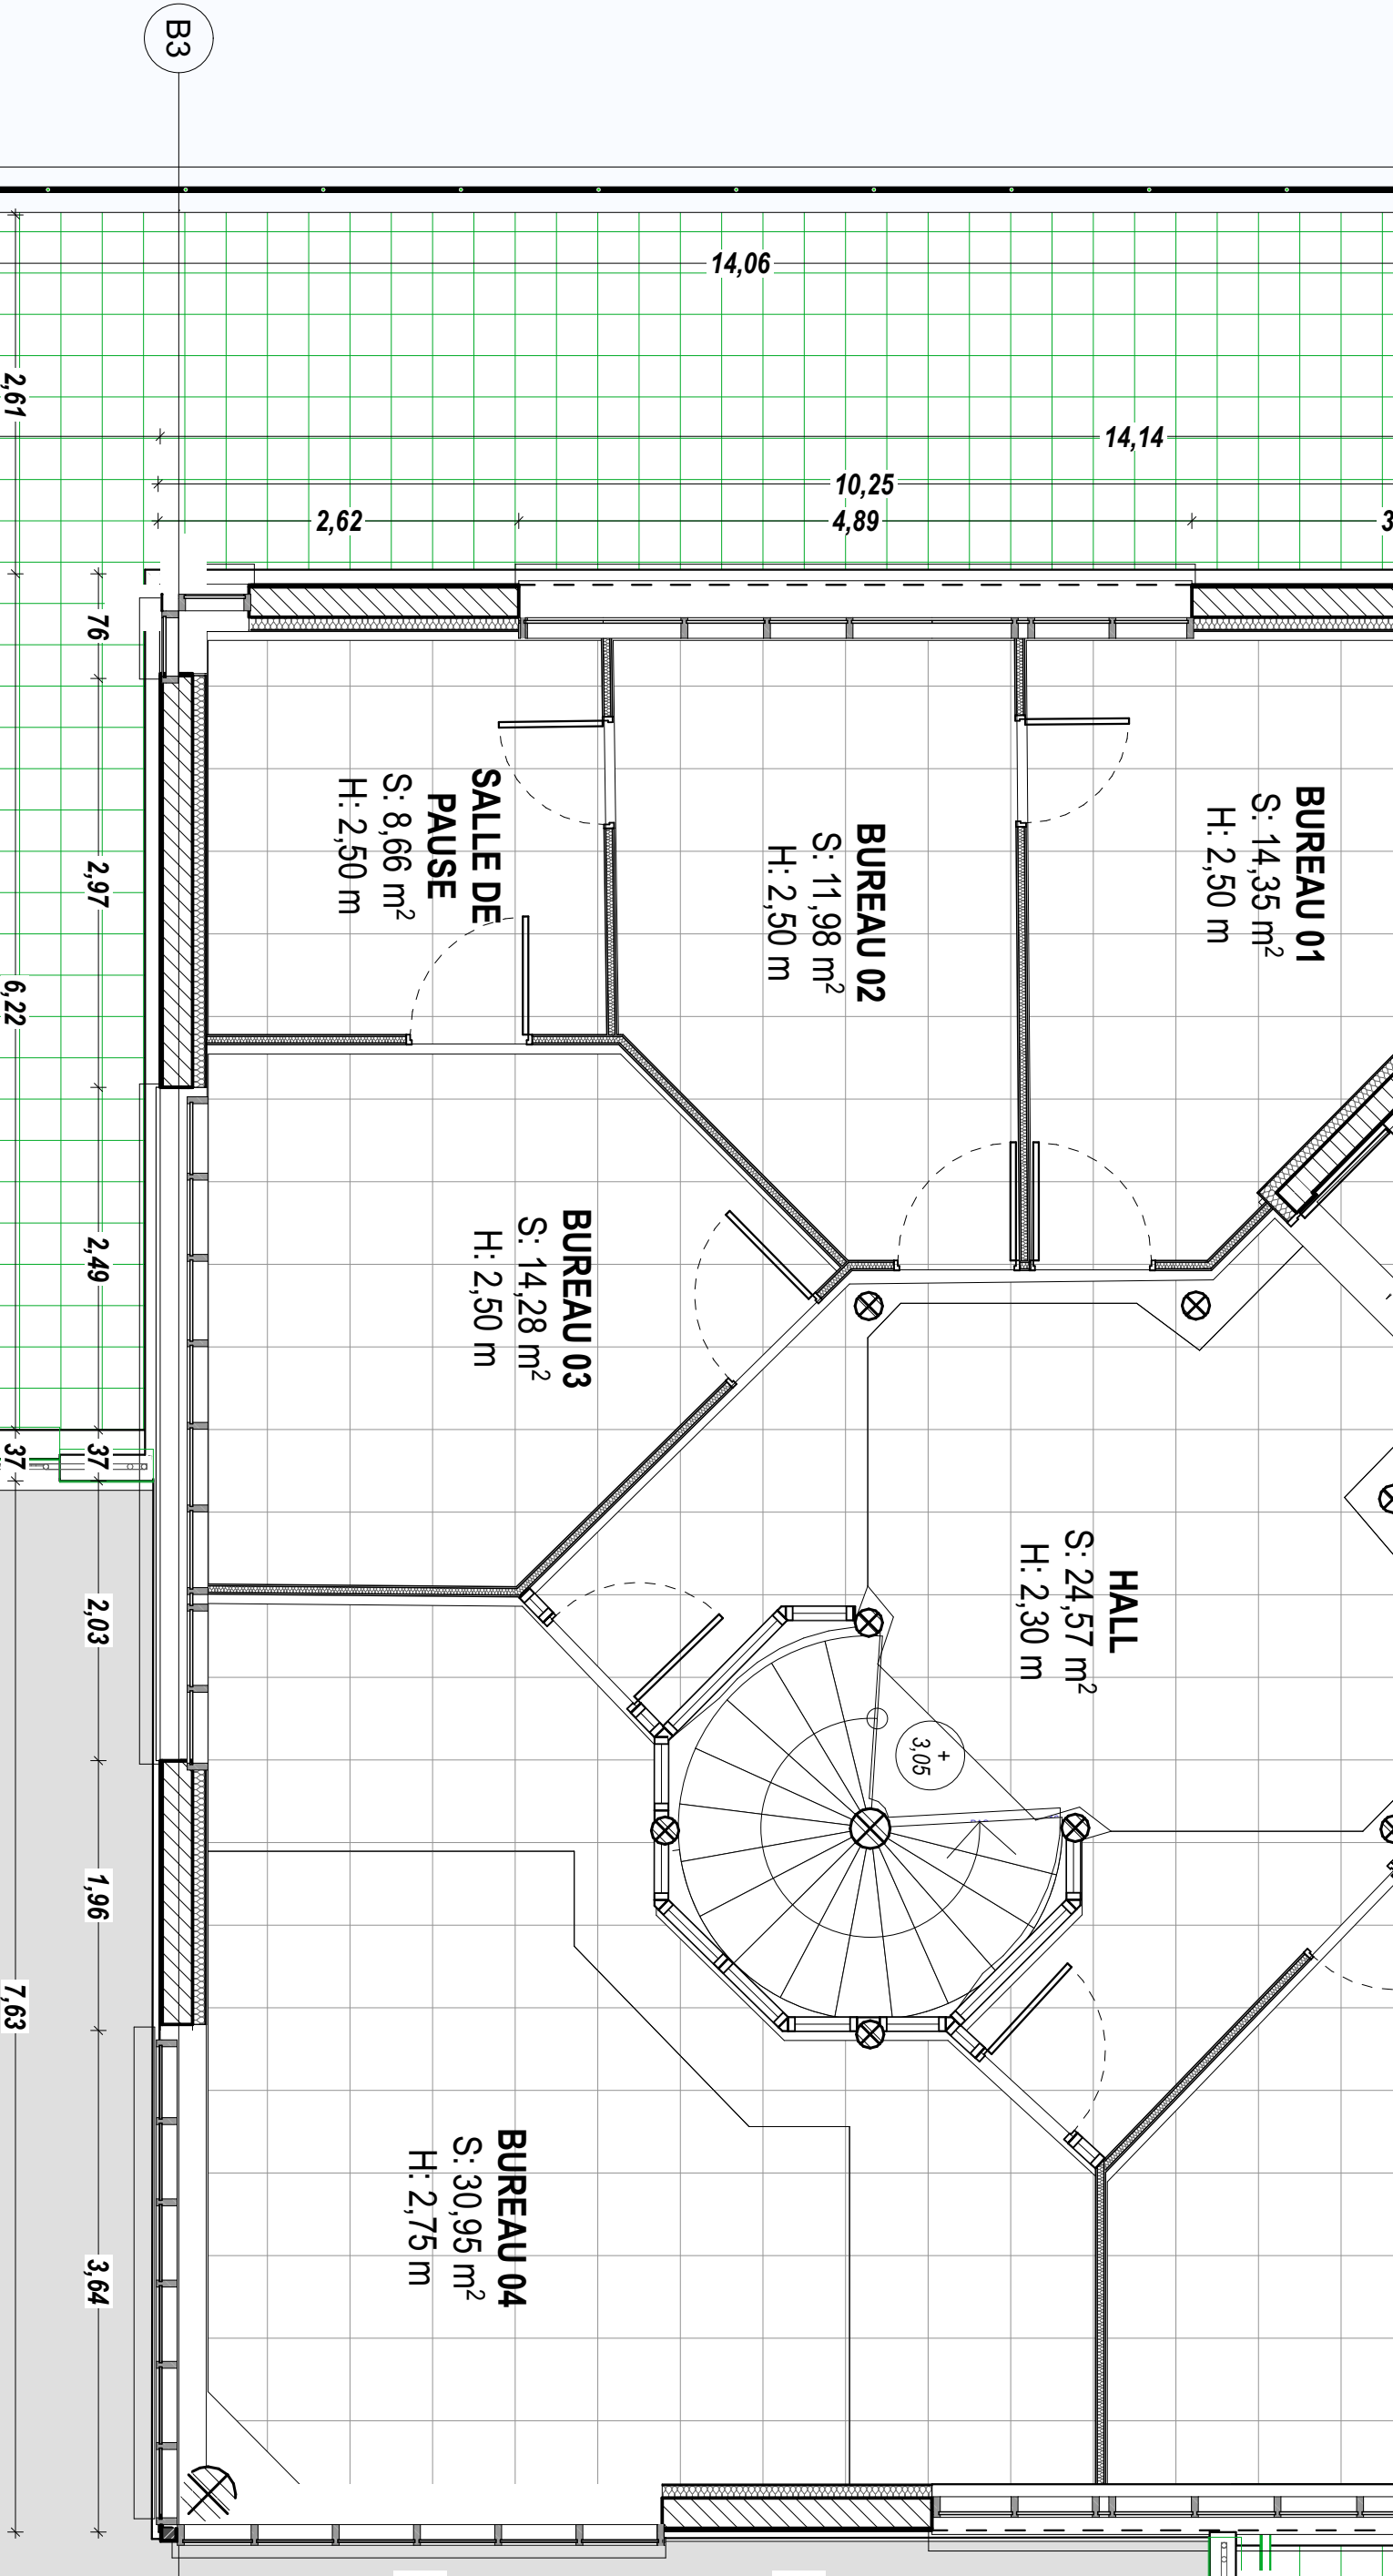 B3
14,06
14,14
10,25
2,62
4,89
3
2,61
6,22
37
7,63
76
2,97
2,49
37
2,03
1,96
3,64
BUREAU 01
S: 14,35 m²
H: 2,50 m
BUREAU 02
S: 11,98 m²
H: 2,50 m
SALLE DE
PAUSE
S: 8,66 m²
H: 2,50 m
BUREAU 03
S: 14,28 m²
H: 2,50 m
HALL
S: 24,57 m²
H: 2,30 m
+
3,05
BUREAU 04
S: 30,95 m²
H: 2,75 m